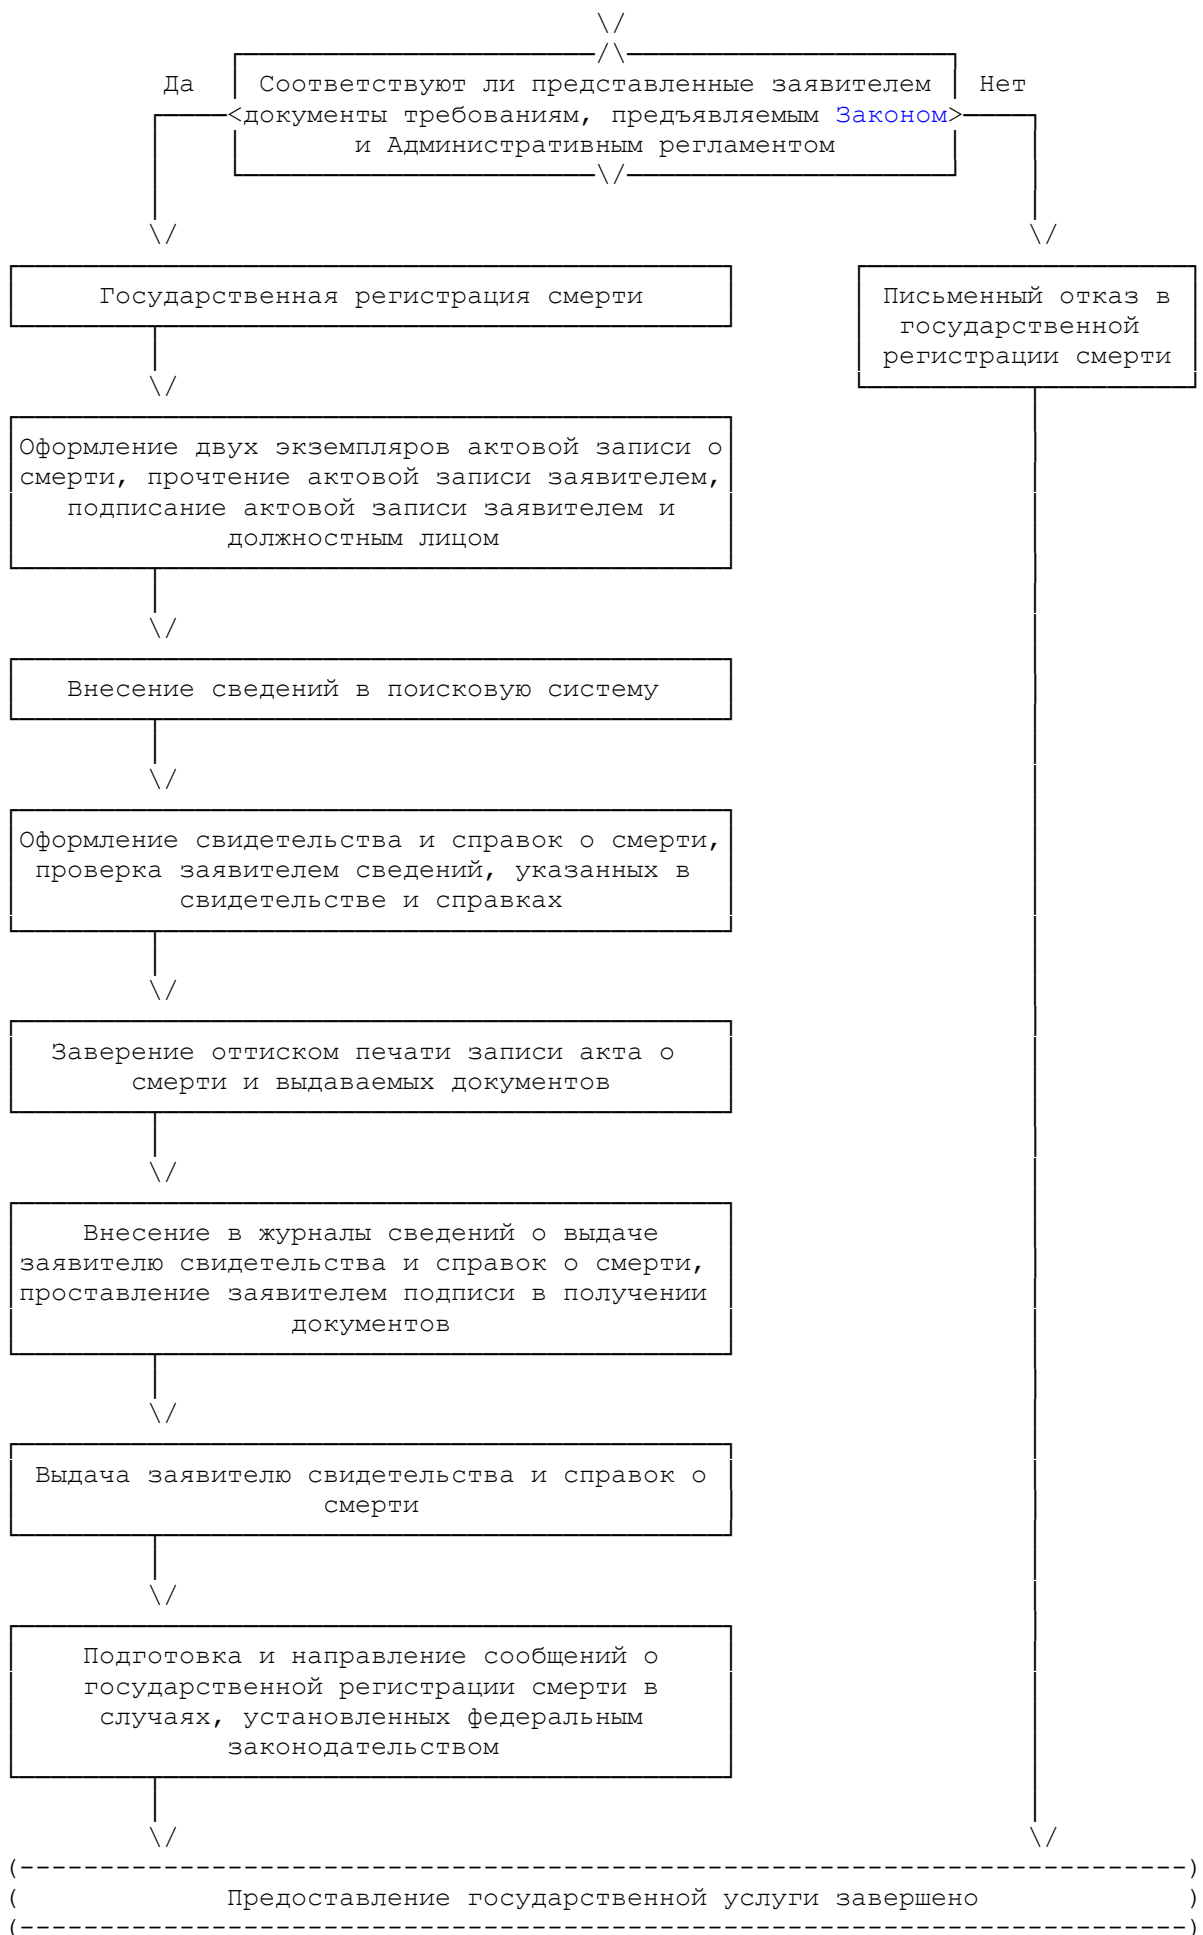 Да Соответствуют ли представленные заявителем Нет
<документы требованиям, предъявляемым Законом>
и Административным регламентом
Государственная регистрация смерти
Письменный отказ в
государственной
регистрации смерти
Оформление двух экземпляров актовой записи о
смерти, прочтение актовой записи заявителем,
подписание актовой записи заявителем и
должностным лицом
Внесение сведений в поисковую систему
Оформление свидетельства и справок о смерти,
проверка заявителем сведений, указанных в
свидетельстве и справках
Заверение оттиском печати записи акта о
смерти и выдаваемых документов
Внесение в журналы сведений о выдаче
заявителю свидетельства и справок о смерти,
проставление заявителем подписи в получении
документов
Выдача заявителю свидетельства и справок о
смерти
Подготовка и направление сообщений о
государственной регистрации смерти в
случаях, установленных федеральным
законодательством
Предоставление государственной услуги завершено